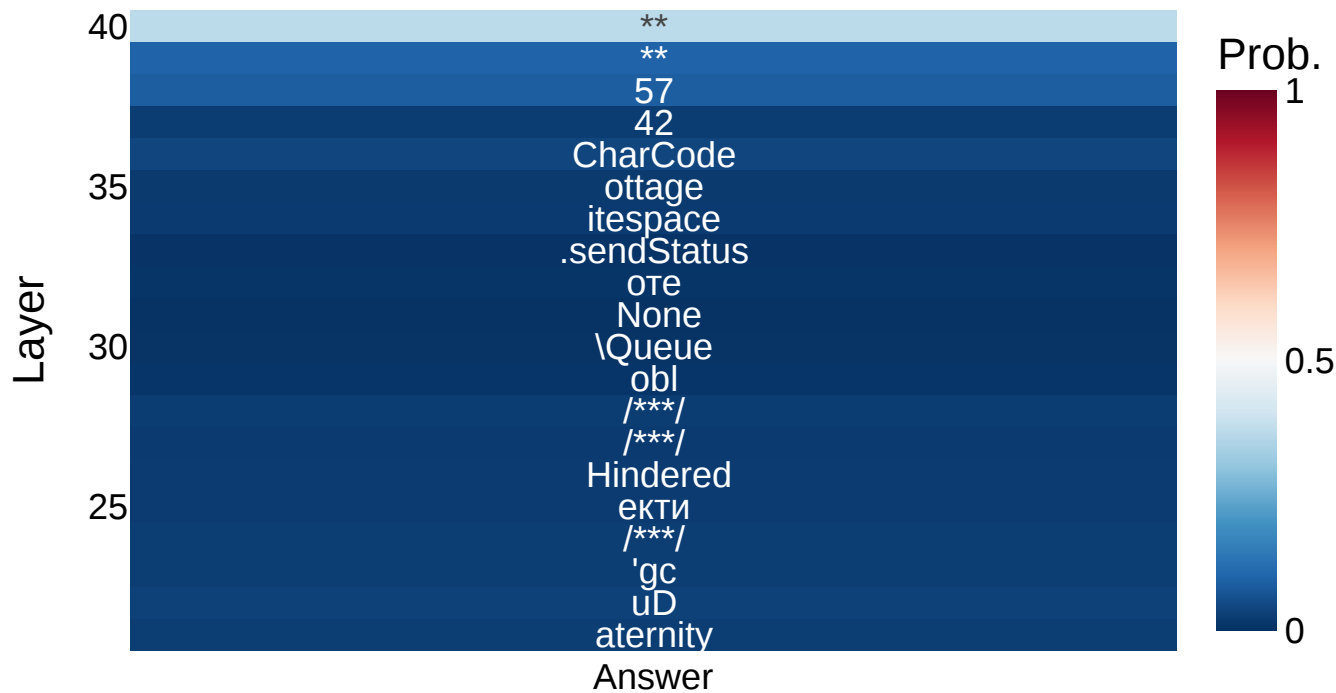 40
**
**
57
42
CharCode
35
ottage
itespace
.sendStatus
оте
None
30
\Queue
obl
/***/
/***/
Hindered
25
екти
/***/
'gc
uD
aternity
Answer
Layer
Prob.
1
0.5
0